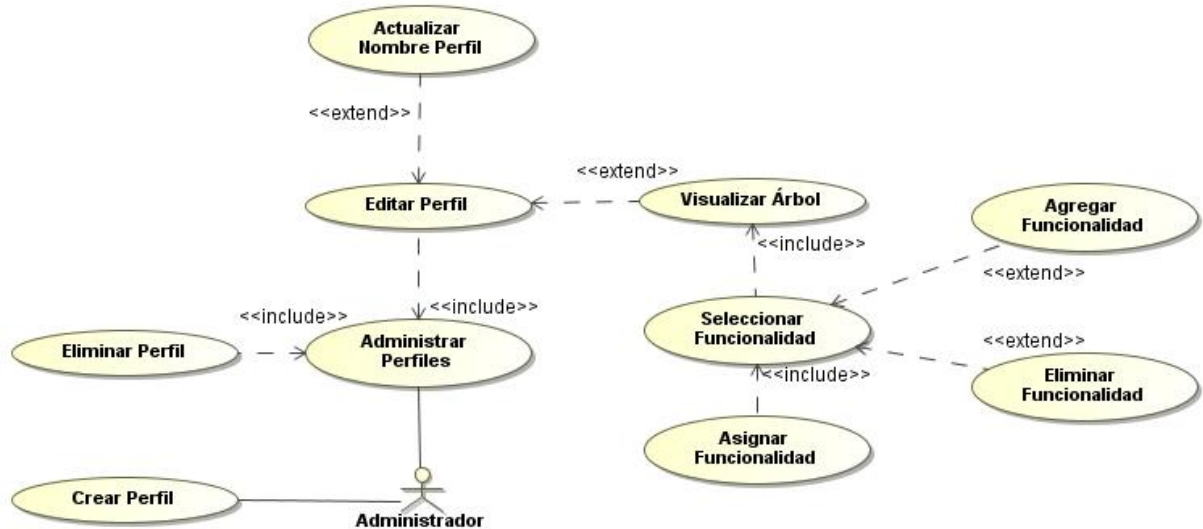 Actualizar
Nombre Perfil
<<extend>>
<<extend>>
Editar Perfil
Visualizar Árbol
Agregar
Funcionalidad
<<include>>
<<extend>>
<<include>>
<<include>>
Eliminar Perfil
Administrar
Perfiles
Seleccionar
Funcionalidad
<<extend>>
<<include>>
Eliminar
Funcionalidad
Asignar
Funcionalidad
Crear Perfil
Administrador